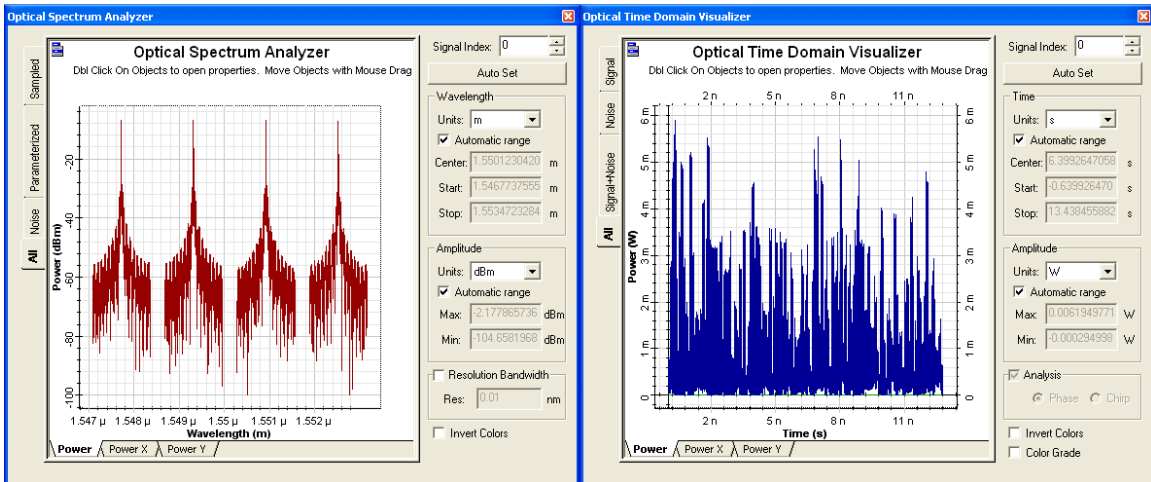 Optical Spectrum Analyzer
Optical Spectrum Analyzer
Dbl Click On Objects to open properties. Move Objects with Mouse Drag
Sampled
Parameterized
Noise
All
Power (dBm)
-20
-40
-60
-80
-100
1.547 µ 1.548 µ 1.549 µ 1.55 µ 1.551 µ 1.552 µ
Wavelength (m)
Power Power X Power Y
Signal Index: 0
Auto Set
Wavelength
Units: m
Automatic range
Center: 1.5501230420 m
Start: 1.5467737555 m
Stop: 1.5534723284 m
Amplitude
Units: dBm
Automatic range
Max: -2.177865736 dBm
Min: -104.6581968 dBm
Resolution Bandwidth
Res: 0.01 nm
Invert Colors
Optical Time Domain Visualizer
Optical Time Domain Visualizer
Dbl Click On Objects to open properties. Move Objects with Mouse Drag
Signal
Noise
Signal+Noise
All
2 n 5 n 8 n 11 n
Power (W)
6 m 6 m
5 m 5 m
4 m 4 m
3 m 3 m
2 m 2 m
1 m 1 m
0 0
2 n 5 n 8 n 11 n
Time (s)
Power Power X Power Y
Signal Index: 0
Auto Set
Time
Units: s
Automatic range
Center: 6.3992647058 s
Start: -0.639926470 s
Stop: 13.438455882 s
Amplitude
Units: W
Automatic range
Max: 0.0061949771 W
Min: -0.000294998 W
Analysis
Phase Chirp
Invert Colors
Color Grade